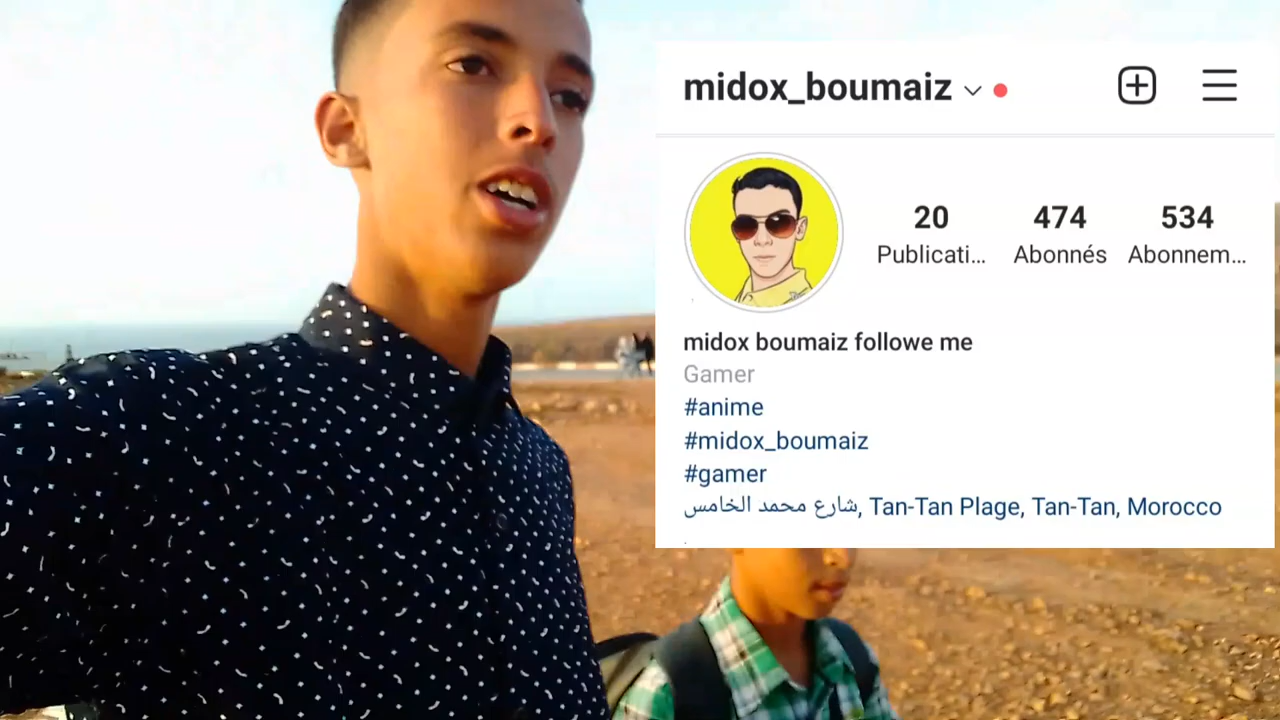 midox_boumaiz
20 474 534
Publicati... Abonnés Abonnem...
midox boumaiz followe me
Gamer
#anime
#midox_boumaiz
#gamer
شارع محمد الخامس, Tan-Tan Plage, Tan-Tan, Morocco